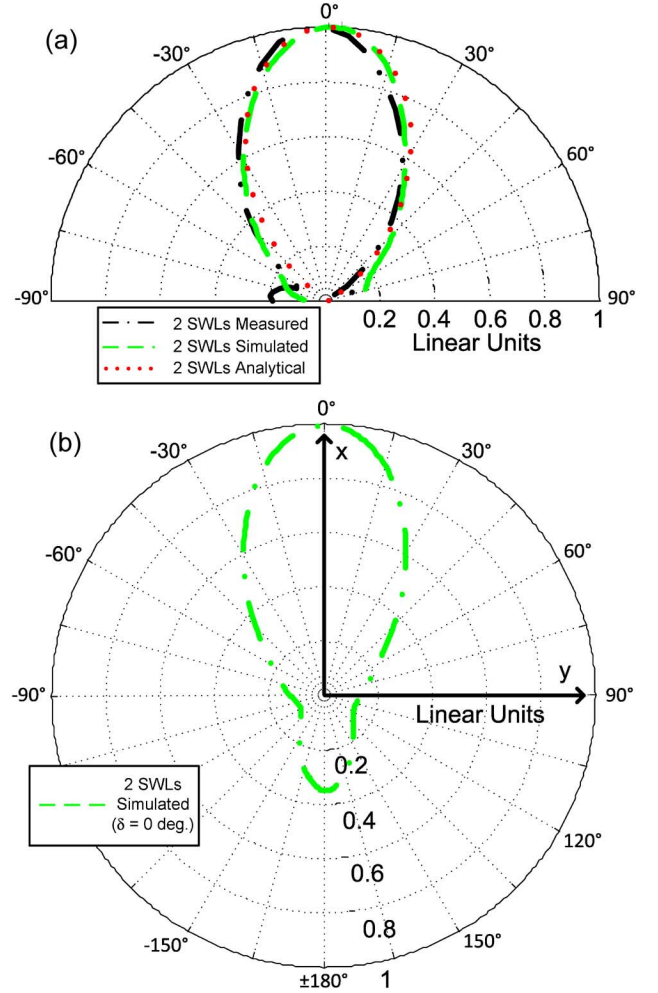 (a)
0°
-30°
30°
-60°
60°
-90°
90°
0.2 0.4 0.6 0.8 1
Linear Units
2 SWLs Measured
2 SWLs Simulated
2 SWLs Analytical
(b)
0°
-30°
30°
x
-60°
60°
y
-90°
90°
Linear Units
0.2
2 SWLs
Simulated
(δ = 0 deg.)
0.4
120°
0.6
0.8
-150°
150°
±180°
1